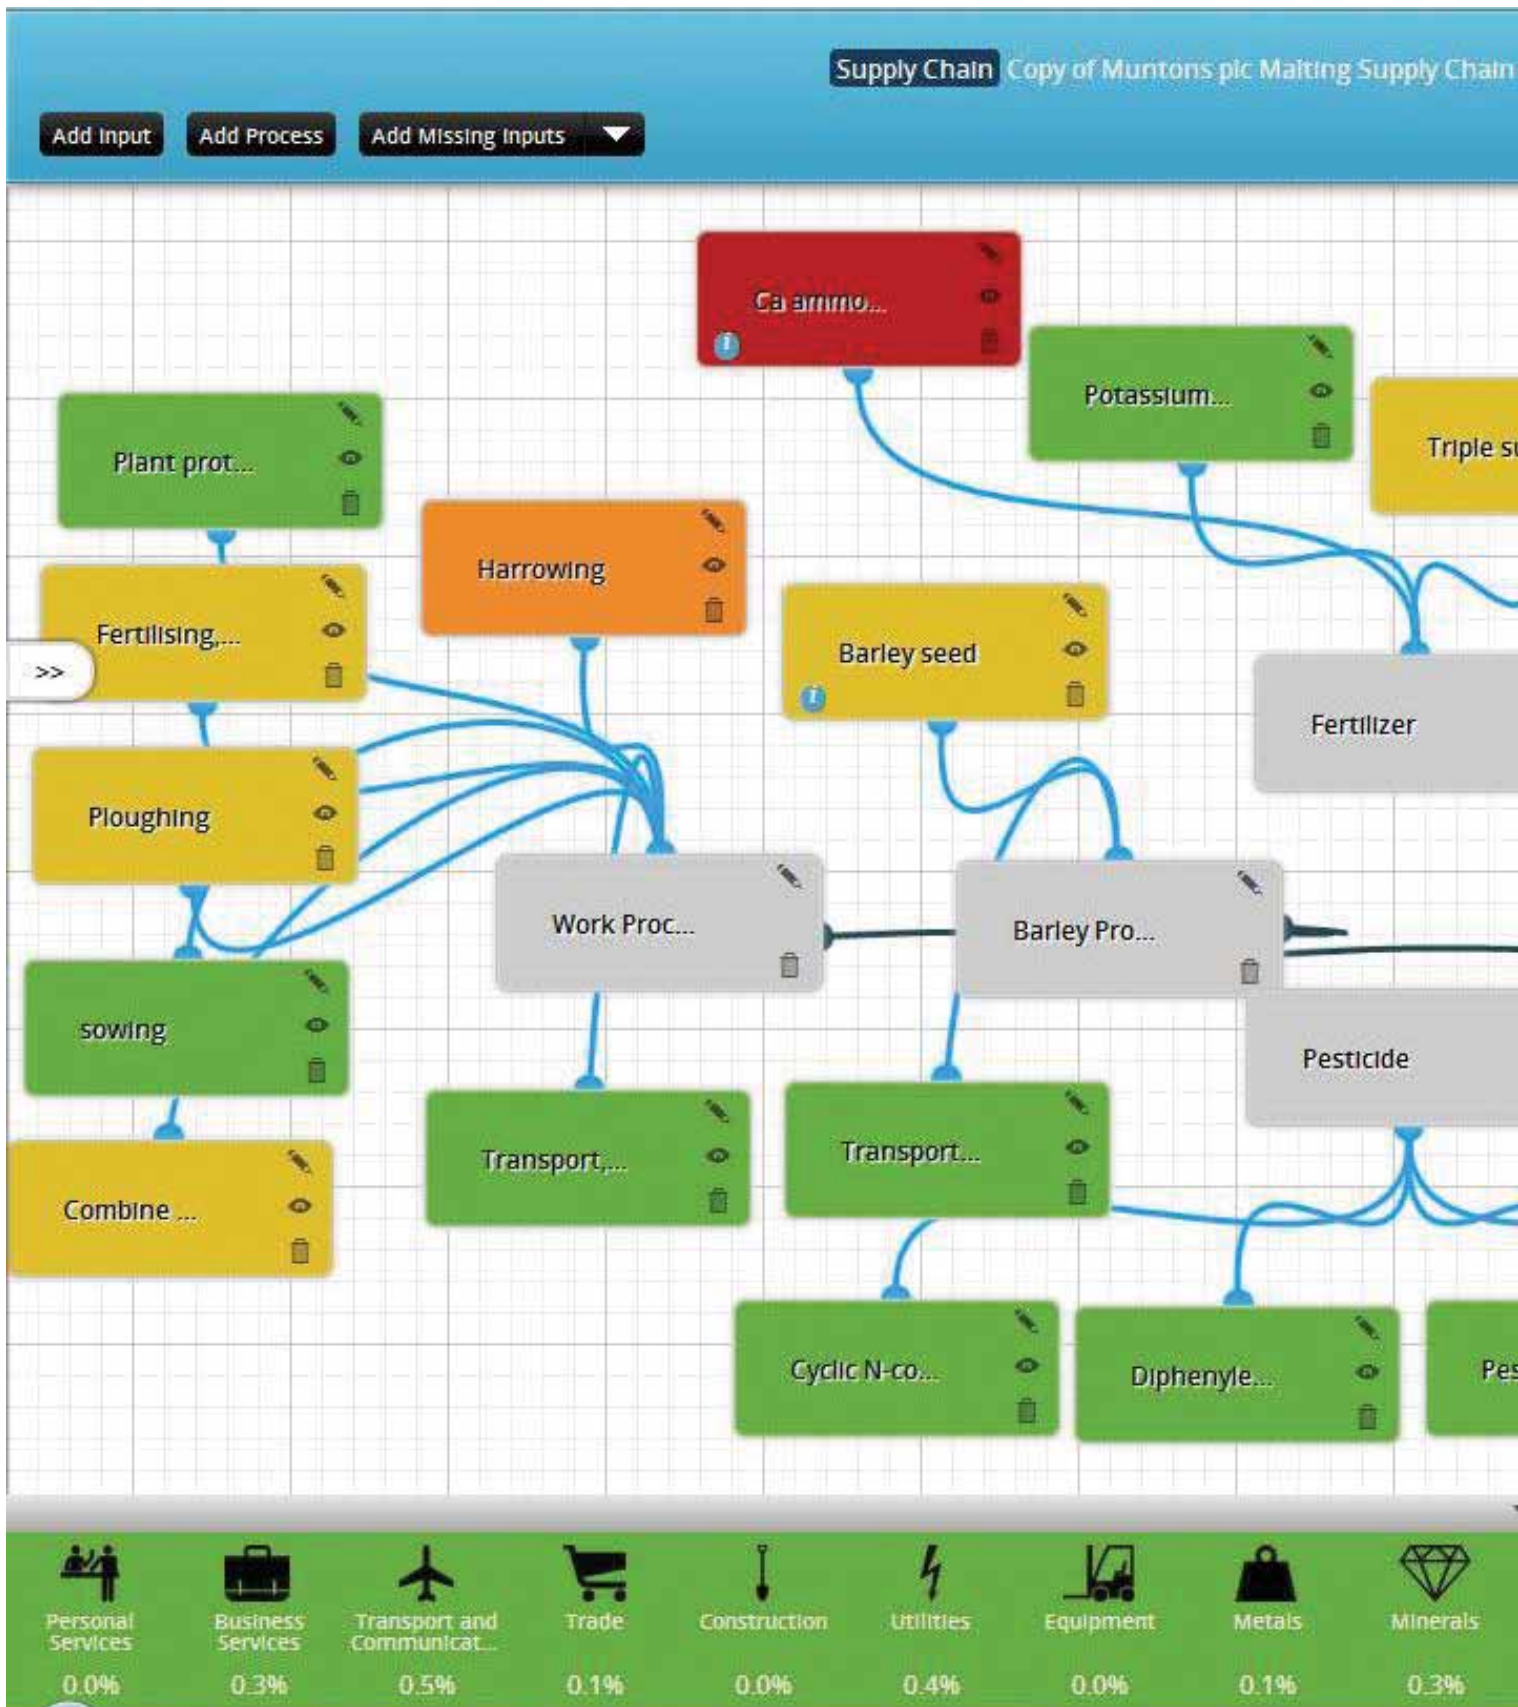 Supply Chain Copy of Muntons plc Malting Supply Chain
Add Input Add Process Add Missing Inputs
Ca ammo...
Potassium...
Triple su
Plant prot...
Harrowing
Fertilising,...
Barley seed
>>
Fertilizer
Ploughing
Work Proc...
Barley Pro...
sowing
Pesticide
Transport,...
Transport...
Combine ...
Cyclic N-co...
Diphenyle...
Pes
Personal
Services
0.0%
Business
Services
0.3%
Transport and
Communicat...
0.5%
Trade
0.1%
Construction
0.0%
Utilities
0.4%
Equipment
0.0%
Metals
0.1%
Minerals
0.3%